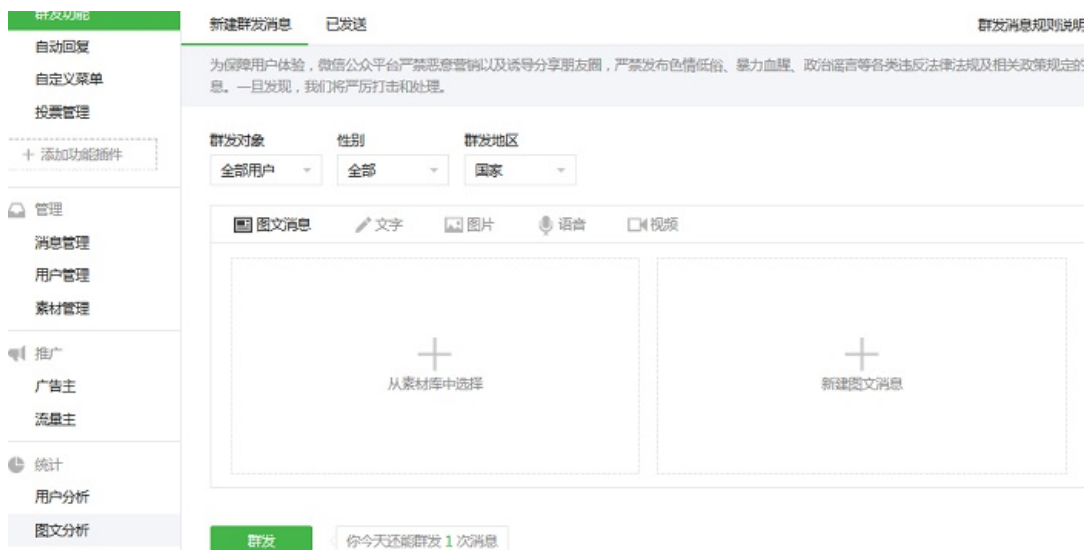 群发功能
自动回复
自定义菜单
投票管理
+ 添加功能插件
管理
消息管理
用户管理
素材管理
推广
广告主
流量主
统计
用户分析
图文分析
新建群发消息 已发送 群发消息规则说明
为保障用户体验，微信公众平台严禁恶意营销以及诱导分享朋友圈，严禁发布色情低俗、暴力血腥、政治谣言等各类违反法律法规及相关政策规定的
息。一旦发现，我们将严厉打击和处理。
群发对象 性别 群发地区
全部用户 全部 国家
图文消息 文字 图片 语音 视频
从素材库中选择 新建图文消息
群发 你今天还能群发 1 次消息